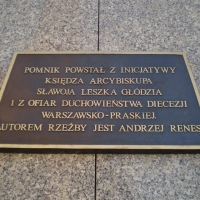 POMNIK POWSTAŁ Z INICJATYWY
KSIĘDZA ARCYBISKUPA
SŁAWOJA LESZKA GŁÓDZIA
I Z OFIAR DUCHOWIEŃSTWA DIECEZJI
WARSZAWSKO-PRASKIEJ.
AUTOREM RZEŹBY JEST ANDRZEJ RENES